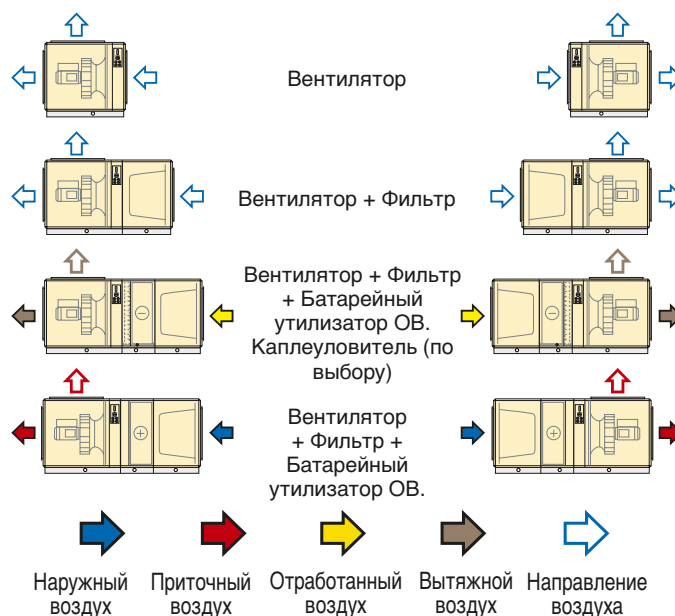 Вентилятор
Вентилятор + Фильтр
Вентилятор + Фильтр
+ Батарейный
утилизатор ОВ.
Каплеуловитель (по
выбору)
Вентилятор
+ Фильтр +
Батарейный
утилизатор ОВ.
Наружный
воздух
Приточный
воздух
Отработанный
воздух
Вытяжной
воздух
Направление
воздуха